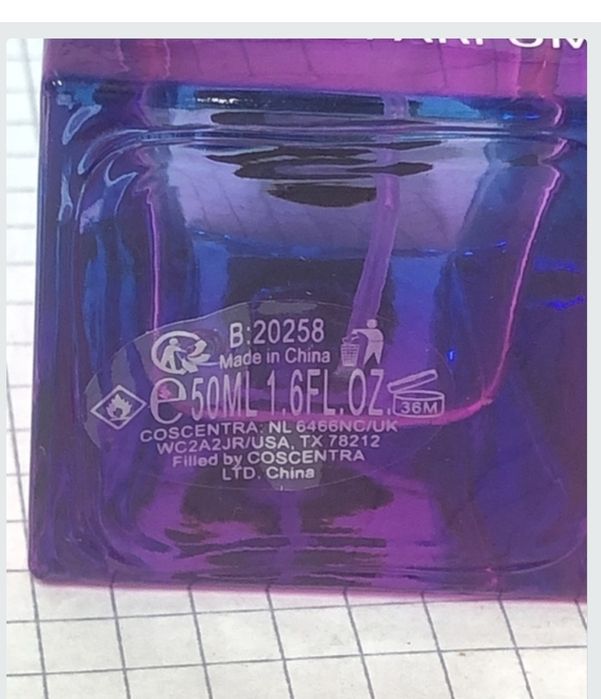 PARFUM
B:20258
Made in China
e50ML 1.6FL.OZ.
36M
COSCENTRA: NL 6466NC/UK
WC2A2JR/USA, TX 78212
Filled by COSCENTRA
LTD. China